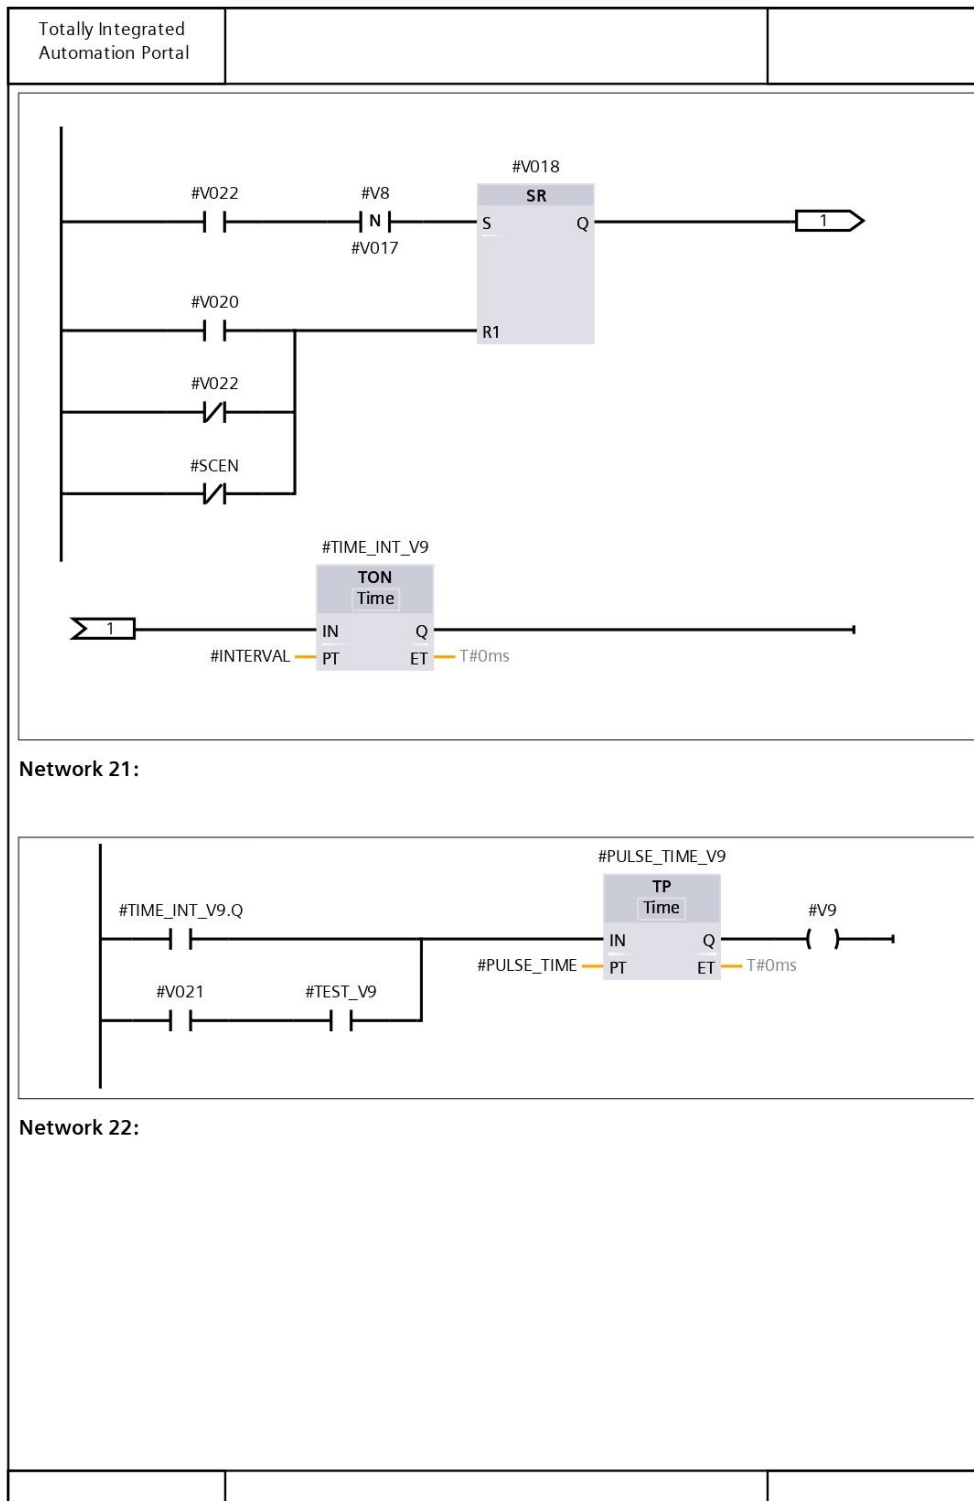 Totally Integrated
Automation Portal
#V018
#V022 #V8 SR
N S Q 1
#V017
#V020
R1
#V022
#SCEN
#TIME_INT_V9
TON
Time
1 IN Q
#INTERVAL PT ET T#0ms
Network 21:
#PULSE_TIME_V9
TP
#TIME_INT_V9.Q Time #V9
IN Q
#PULSE_TIME PT ET T#0ms
#V021 #TEST_V9
Network 22: